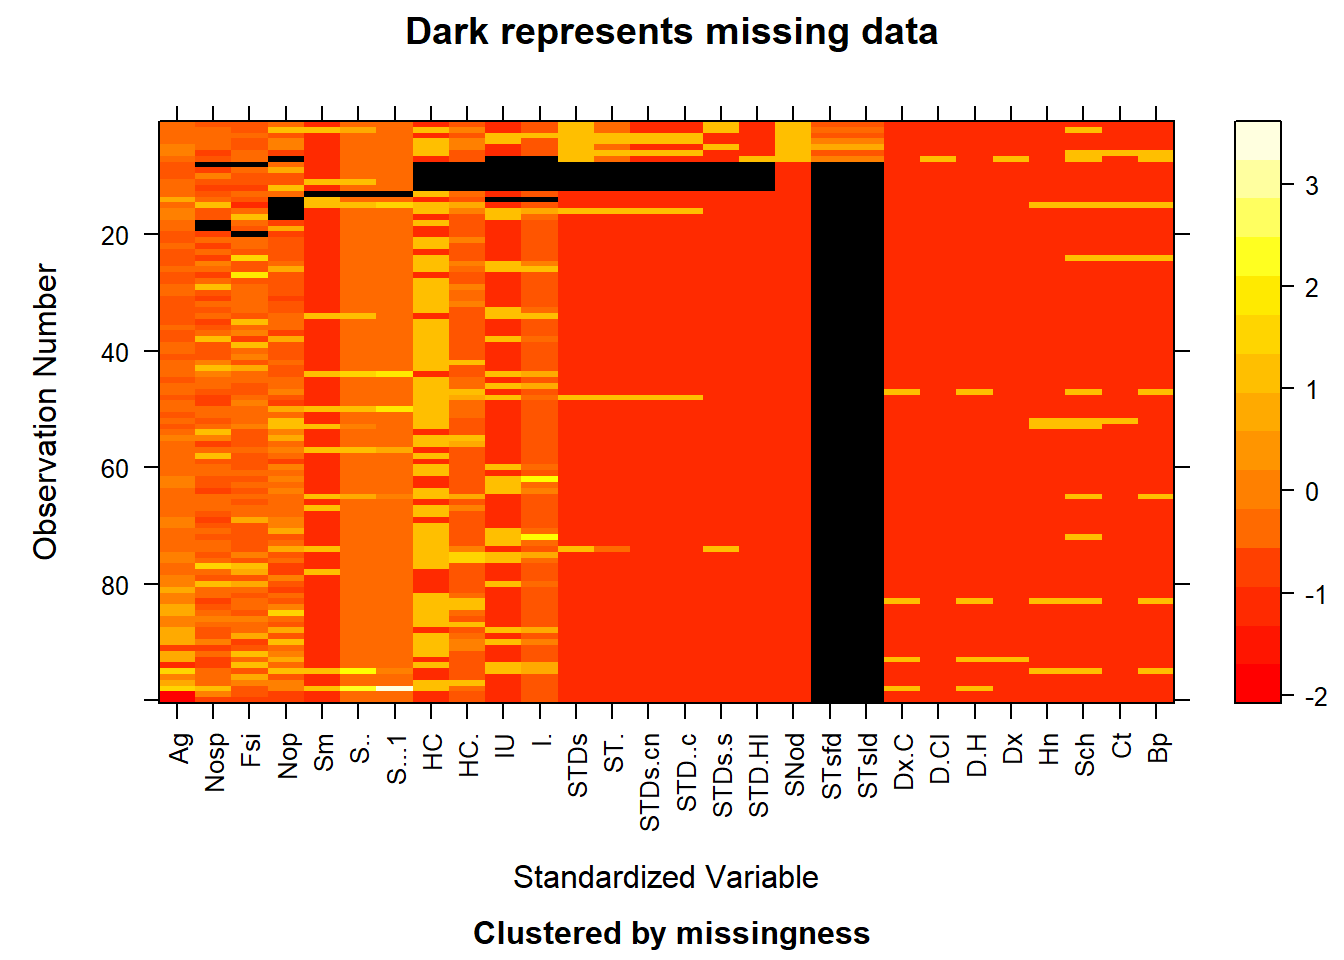 Dark represents missing data
Observation Number
20
40
60
80
3
2
1
0
-1
-2
Ag
Nosp
Fsi
Nop
Sm
S..
S...1
HC
HC.
IU
I.
STDs
ST.
STDs.cn
STD..c
STDs.s
STD.HI
SNod
STsfd
STsld
Dx.C
D.CI
D.H
Dx
Hn
Sch
Ct
Bp
Standardized Variable
Clustered by missingness